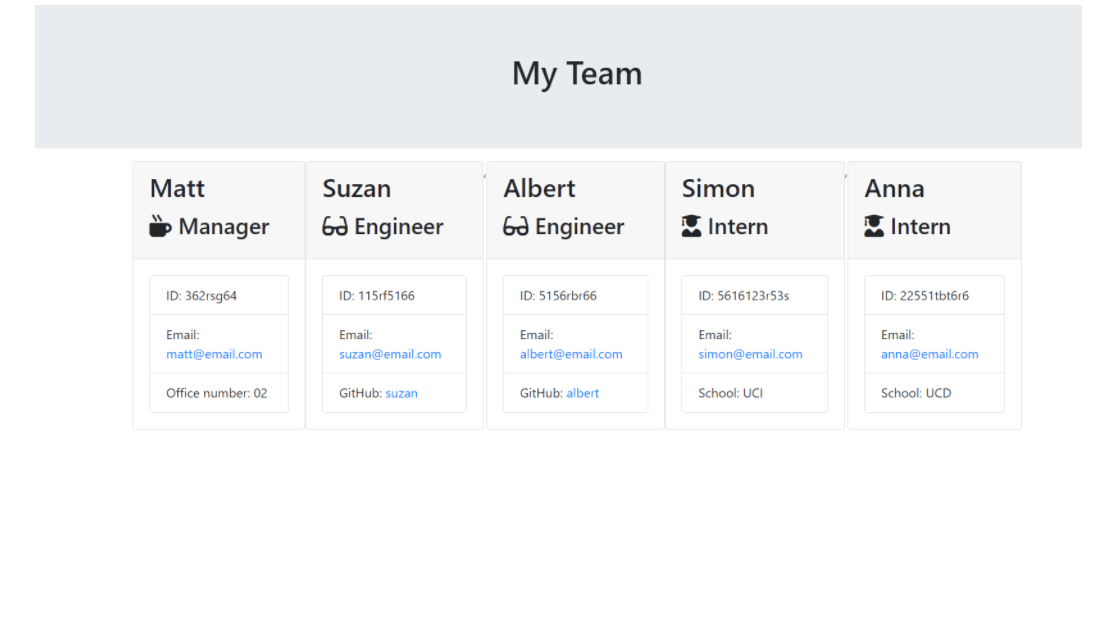 My Team
Matt
Manager
ID: 362rsg64
Email:
matt@email.com
Office number: 02
Suzan
Engineer
ID: 115rf5166
Email:
suzan@email.com
GitHub: suzan
,
Albert
Engineer
ID: 5156rbr66
Email:
albert@email.com
GitHub: albert
Simon
Intern
ID: 5616123r53s
Email:
simon@email.com
School: UCI
,
Anna
Intern
ID: 22551tbt6r6
Email:
anna@email.com
School: UCD